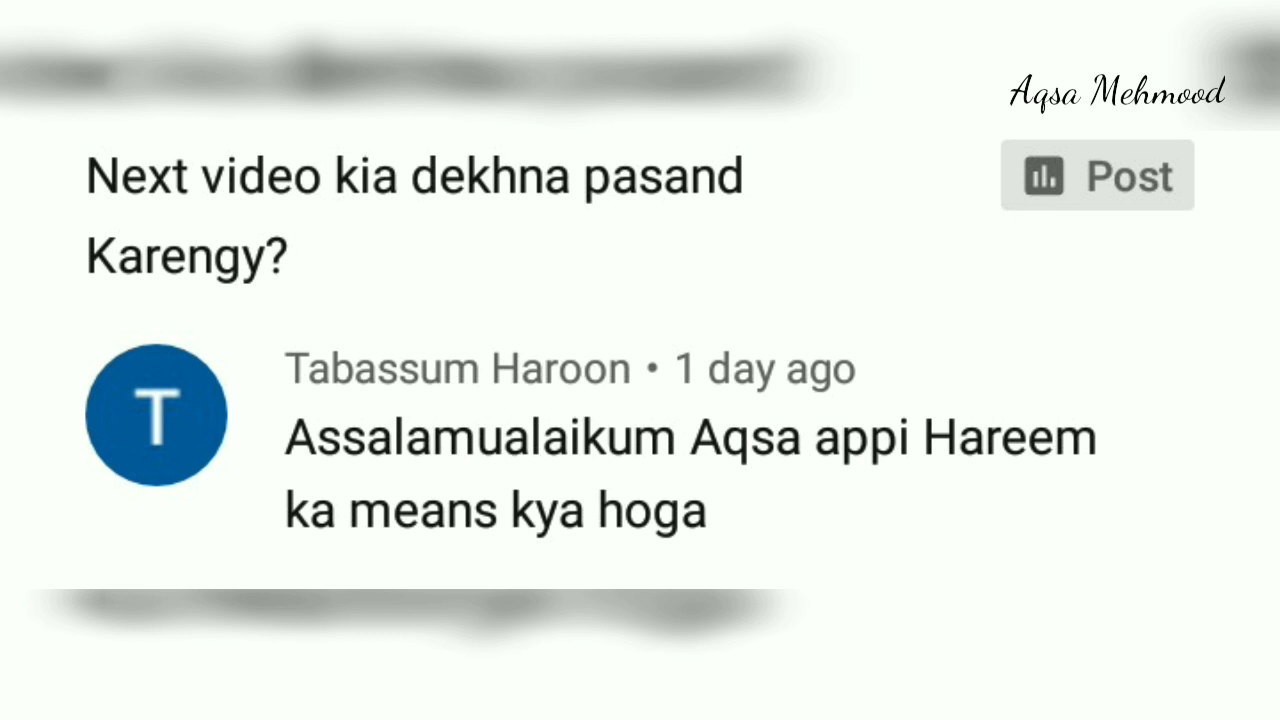 Aqsa Mehmood
Next video kia dekhna pasand
Karengy?
Post
Tabassum Haroon • 1 day ago
T
Assalamualaikum Aqsa appi Hareem
ka means kya hoga